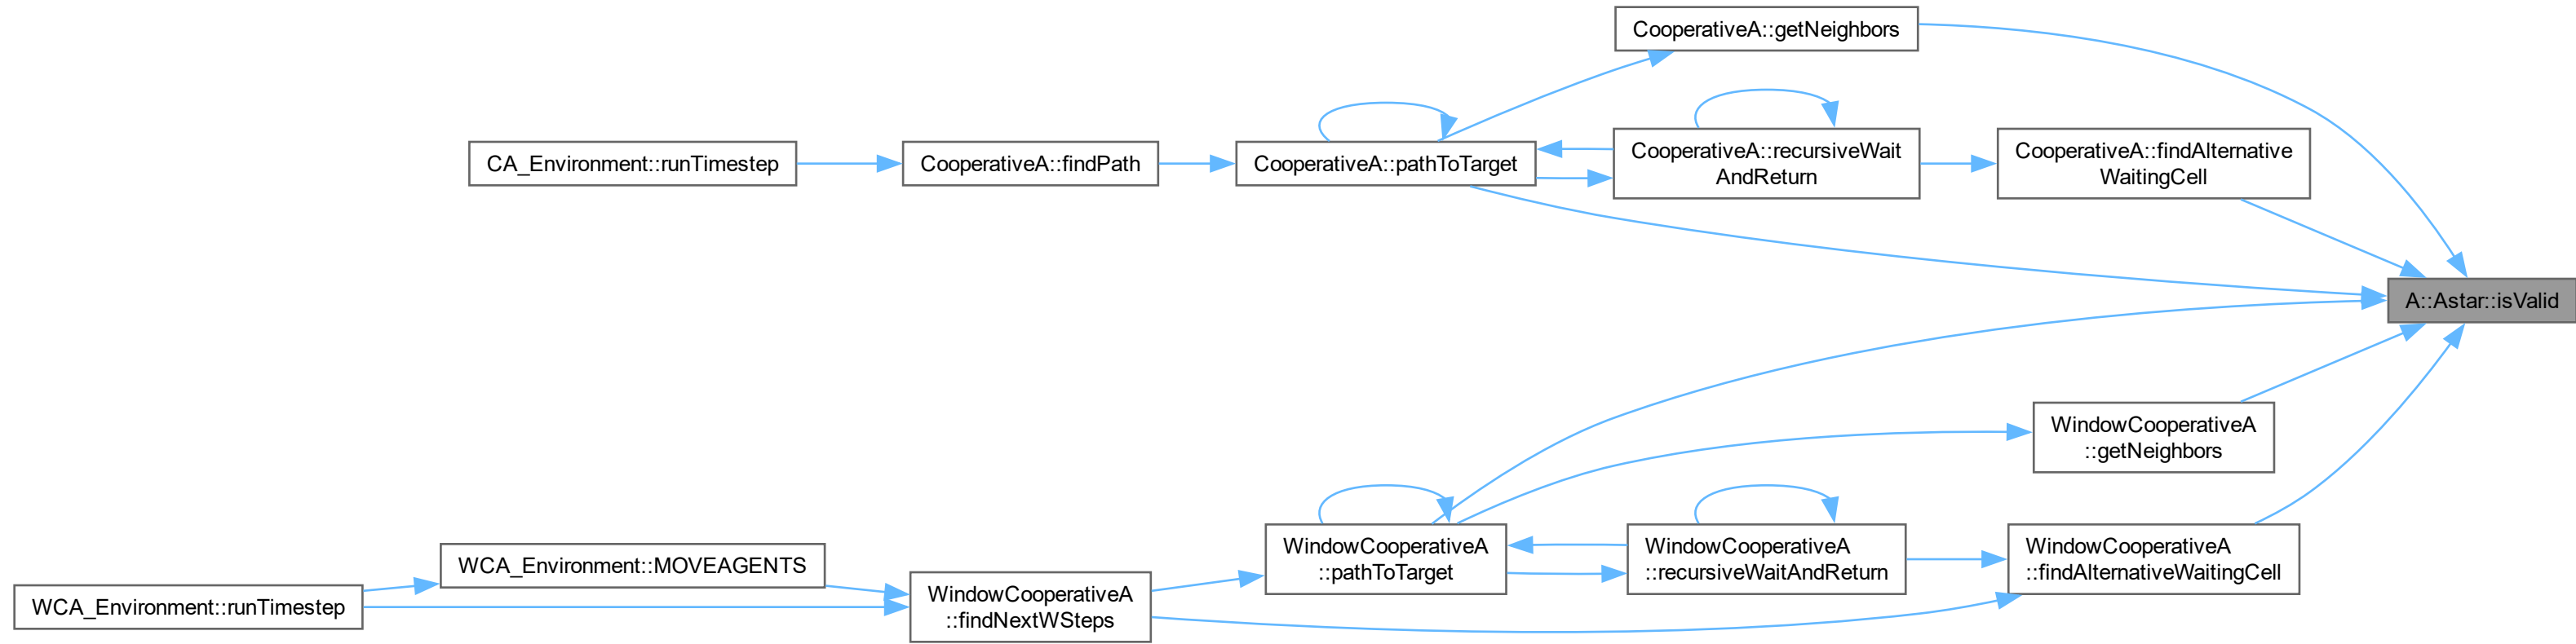 CooperativeA::getNeighbors
CA_Environment::runTimestep
CooperativeA::findPath
CooperativeA::pathToTarget
CooperativeA::recursiveWait
AndReturn
CooperativeA::findAlternative
WaitingCell
A::Astar::isValid
WindowCooperativeA
::getNeighbors
WCA_Environment::runTimestep
WCA_Environment::MOVEAGENTS
WindowCooperativeA
::findNextWSteps
WindowCooperativeA
::pathToTarget
WindowCooperativeA
::recursiveWaitAndReturn
WindowCooperativeA
::findAlternativeWaitingCell